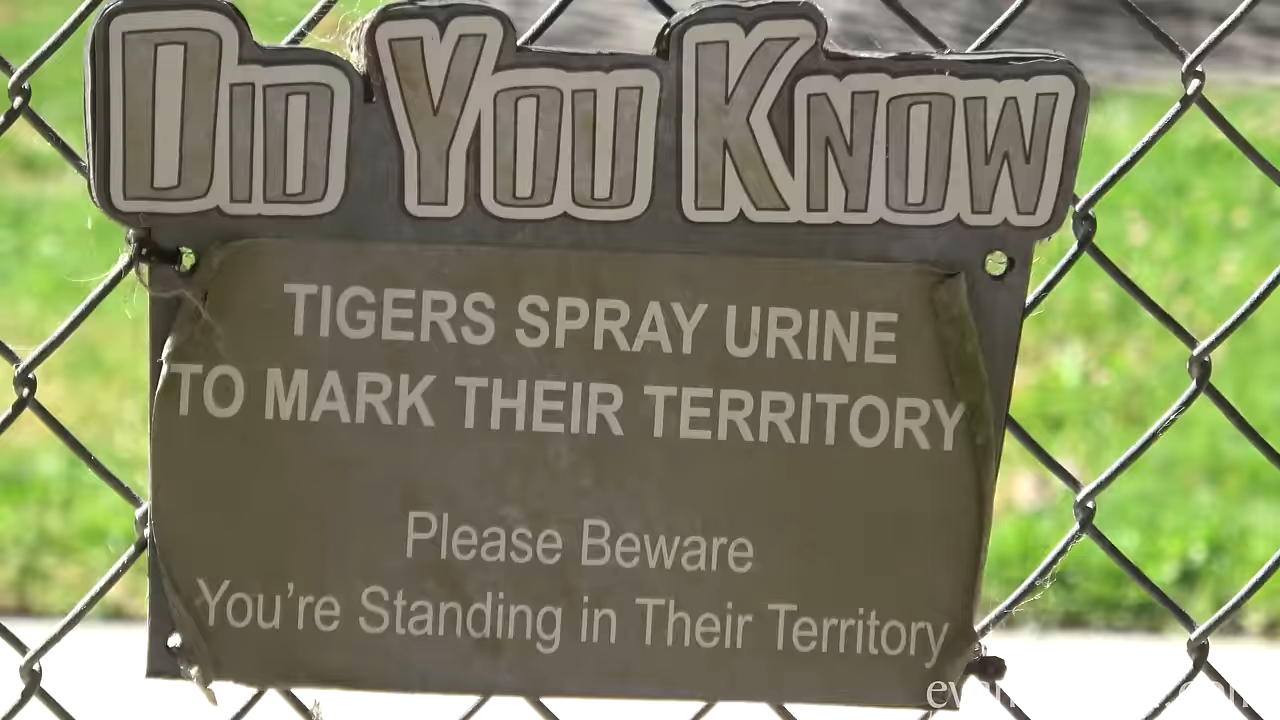 DID YOU KNOW
TIGERS SPRAY URINE
TO MARK THEIR TERRITORY
Please Beware
You're Standing in Their Territory